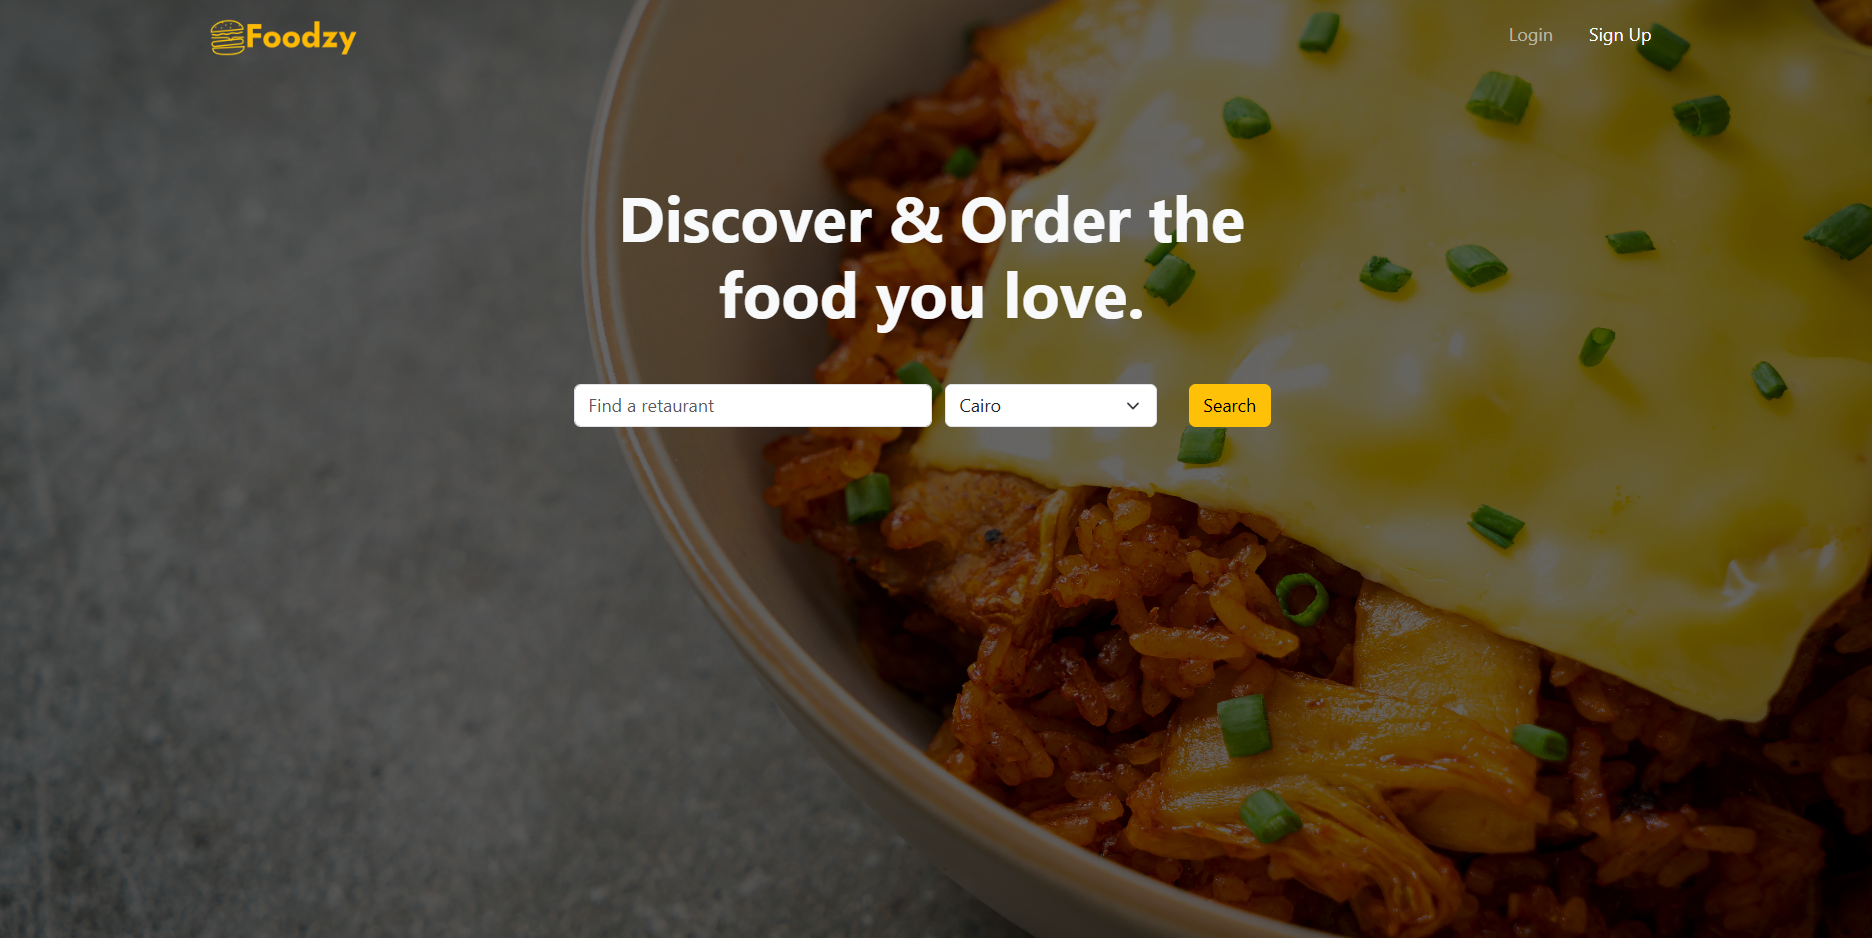 Foodzy
Login
Sign Up
Discover & Order the
food you love.
Find a retaurant
Cairo
Search